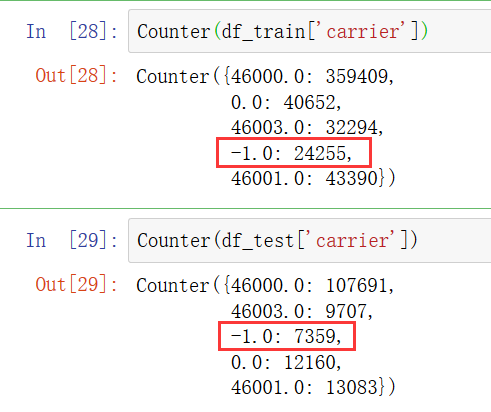 In [28]: Counter(df_train['carrier'])
Out[28]: Counter({46000.0: 359409,
0.0: 40652,
46003.0: 32294,
-1.0: 24255,
46001.0: 43390})
In [29]: Counter(df_test['carrier'])
Out[29]: Counter({46000.0: 107691,
46003.0: 9707,
-1.0: 7359,
0.0: 12160,
46001.0: 13083})